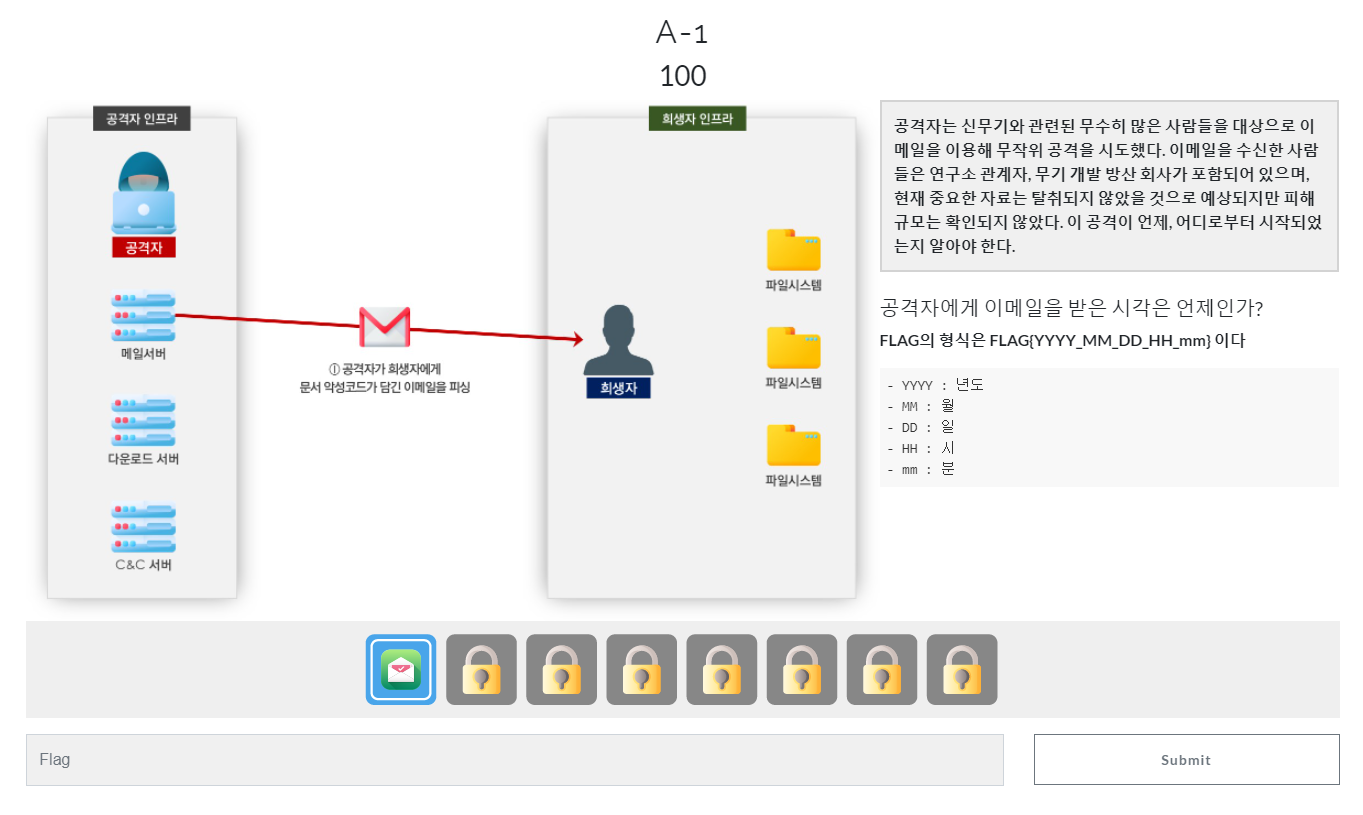 A-1
100
공격자 인프라
공격자
메일서버
다운로드 서버
C&C 서버
① 공격자가 희생자에게
문서 악성코드가 담긴 이메일을 피싱
희생자 인프라
희생자
파일시스템
파일시스템
파일시스템
공격자는 신무기와 관련된 무수히 많은 사람들을 대상으로 이
메일을 이용해 무작위 공격을 시도했다. 이메일을 수신한 사람
들은 연구소 관계자, 무기 개발 방산 회사가 포함되어 있으며,
현재 중요한 자료는 탈취되지 않았을 것으로 예상되지만 피해
규모는 확인되지 않았다. 이 공격이 언제, 어디로부터 시작되었
는지 알아야 한다.
공격자에게 이메일을 받은 시각은 언제인가?
FLAG의 형식은 FLAG{YYYY_MM_DD_HH_mm} 이다
- YYYY : 년도
- MM : 월
- DD : 일
- HH : 시
- mm : 분
Flag
Submit